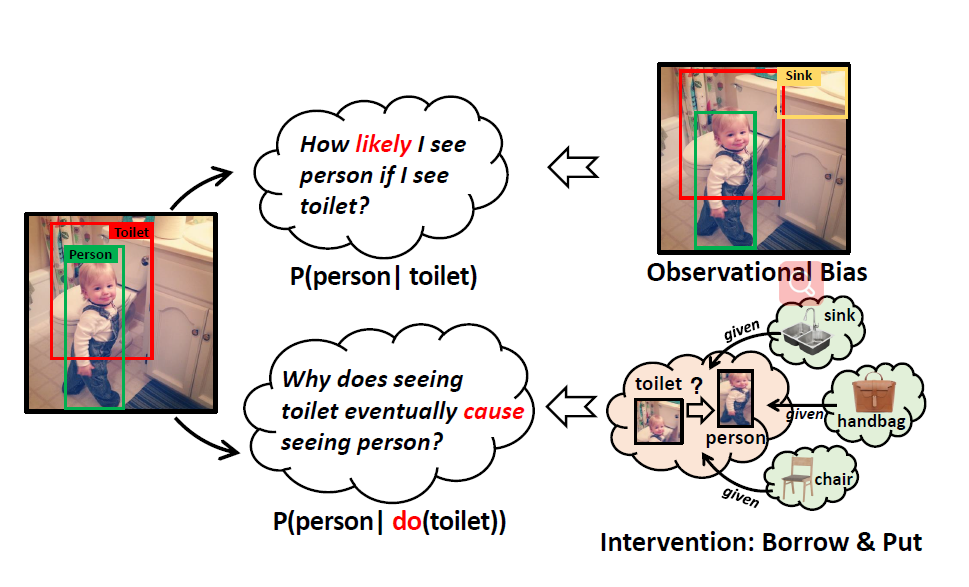 Toilet
Person
How likely I see
person if I see
toilet?
P(person| toilet)
Why does seeing
toilet eventually cause
seeing person?
P(person| do(toilet))
Sink
Observational Bias
sink
given
toilet ?
person
given
handbag
chair
given
Intervention: Borrow & Put